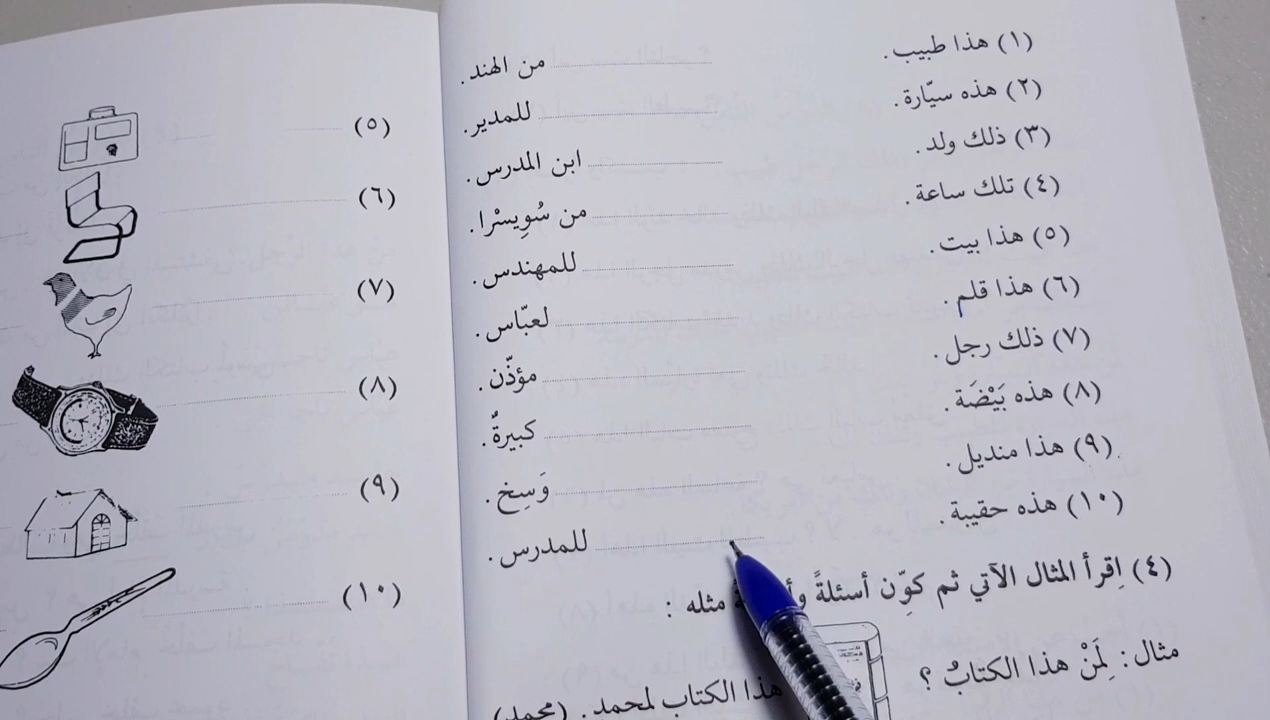 (١) هذا طبيب. من الهند.
(٢) هذه سيّارة. للمدير.
(٣) ذلك ولد. ابن المدرس.
(٤) تلك ساعة. من سُوِيسْرا.
(٥) هذا بيت. للمهندس.
(٦) هذا قلم. لعبّاس.
(٧) ذلك رجل. مؤذّن.
(٨) هذه بَيْضَة. كبيرةٌ.
(٩) هذا منديل. وَسِخ.
(١٠) هذه حقيبة. للمدرس.
(٤) اِقرأ المثال الآتي ثم كوِّن أسئلةً مثله :
مثال : لِمَنْ هذا الكتابُ ؟ هذا الكتاب لمحمد. (محمد)
(٥)
(٦)
(٧)
(٨)
(٩)
(١٠)